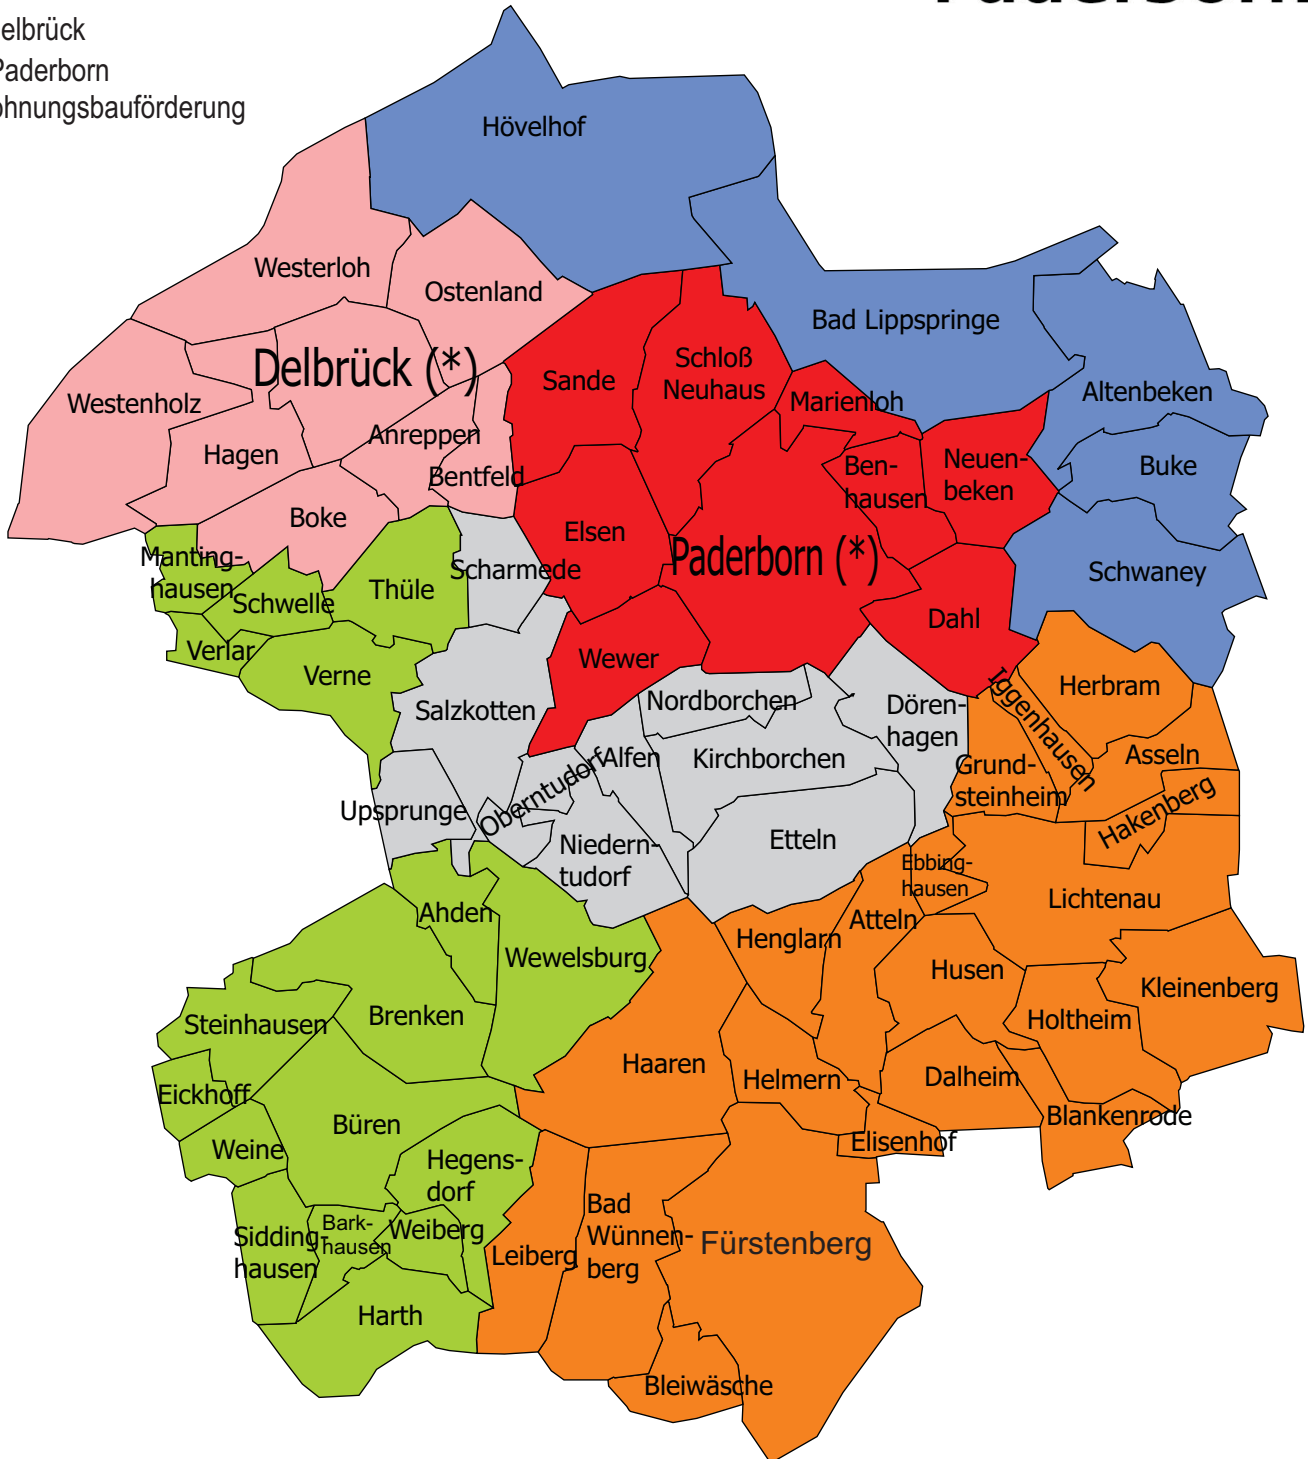 elbrück
Paderborn
ohnungsbauförderung
Hövelhof
Westerloh
Ostenland
Bad Lippspringe
Delbrück (*)
Westenholz
Sande
Schloß
Neuhaus
Marienloh
Altenbeken
Hagen
Anreppen
Bentfeld
Ben-
hausen
Neuen-
beken
Buke
Boke
Elsen
Paderborn (*)
Schwaney
Manting-
hausen
Schwelle
Thüle
Scharmede
Dahl
Verlar
Verne
Wewer
Herbram
Iggenhausen
Salzkotten
Nordborchen
Dören-
hagen
Alfen
Kirchborchen
Asseln
Grund-
steinheim
Hakenberg
Upsprunge
Oberntudorf
Niedern-
tudorf
Etteln
Ebbing-
hausen
Lichtenau
Ahden
Atteln
Henglarn
Wewelsburg
Husen
Kleinenberg
Steinhausen
Brenken
Holtheim
Haaren
Helmern
Dalheim
Eickhoff
Büren
Blankenrode
Weine
Elisenhof
Hegens-
dorf
Bad
Wünnen-
berg
Sidding-
hausen
Bark-
hausen
Weiberg
Leiberg
Fürstenberg
Harth
Bleiwäsche